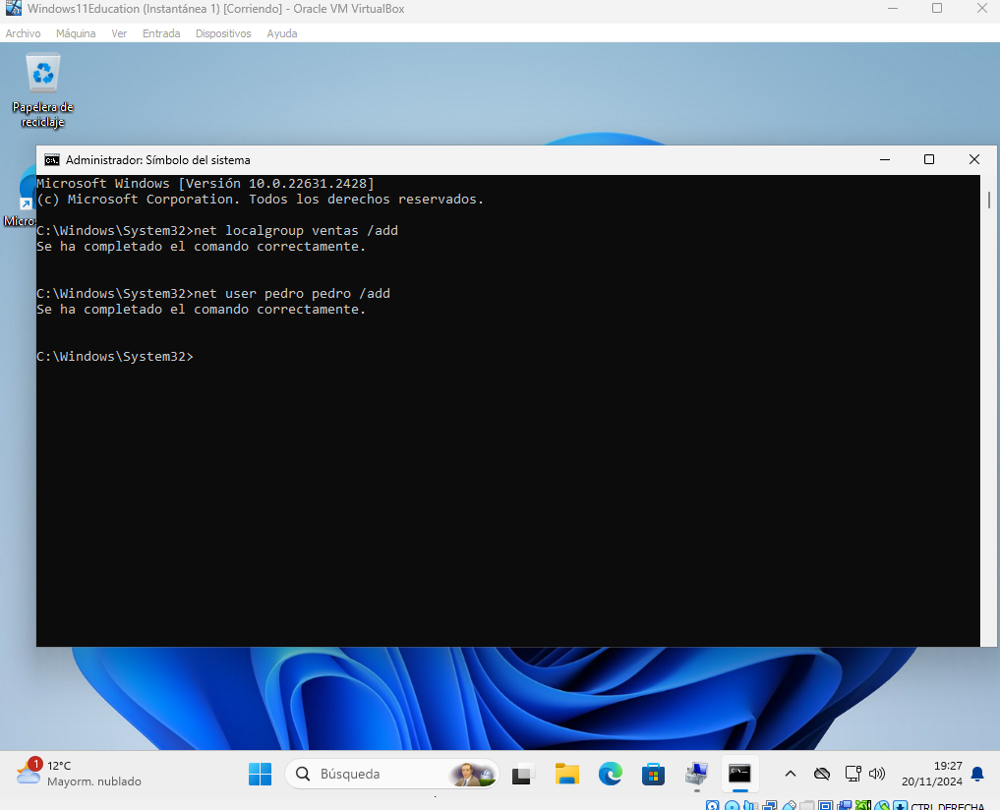 Windows11Education (Instantánea 1) [Corriendo] - Oracle VM VirtualBox
Archivo Máquina Ver Entrada Dispositivos Ayuda
Papelera de
reciclaje
Administrador: Símbolo del sistema
Micro
Microsoft Windows [Versión 10.0.22631.2428]
(c) Microsoft Corporation. Todos los derechos reservados.
C:\Windows\System32>net localgroup ventas /add
Se ha completado el comando correctamente.
C:\Windows\System32>net user pedro pedro /add
Se ha completado el comando correctamente.
C:\Windows\System32>
1
12°C
Mayorm. nublado
Búsqueda
19:27
20/11/2024
CTRL DERECHA